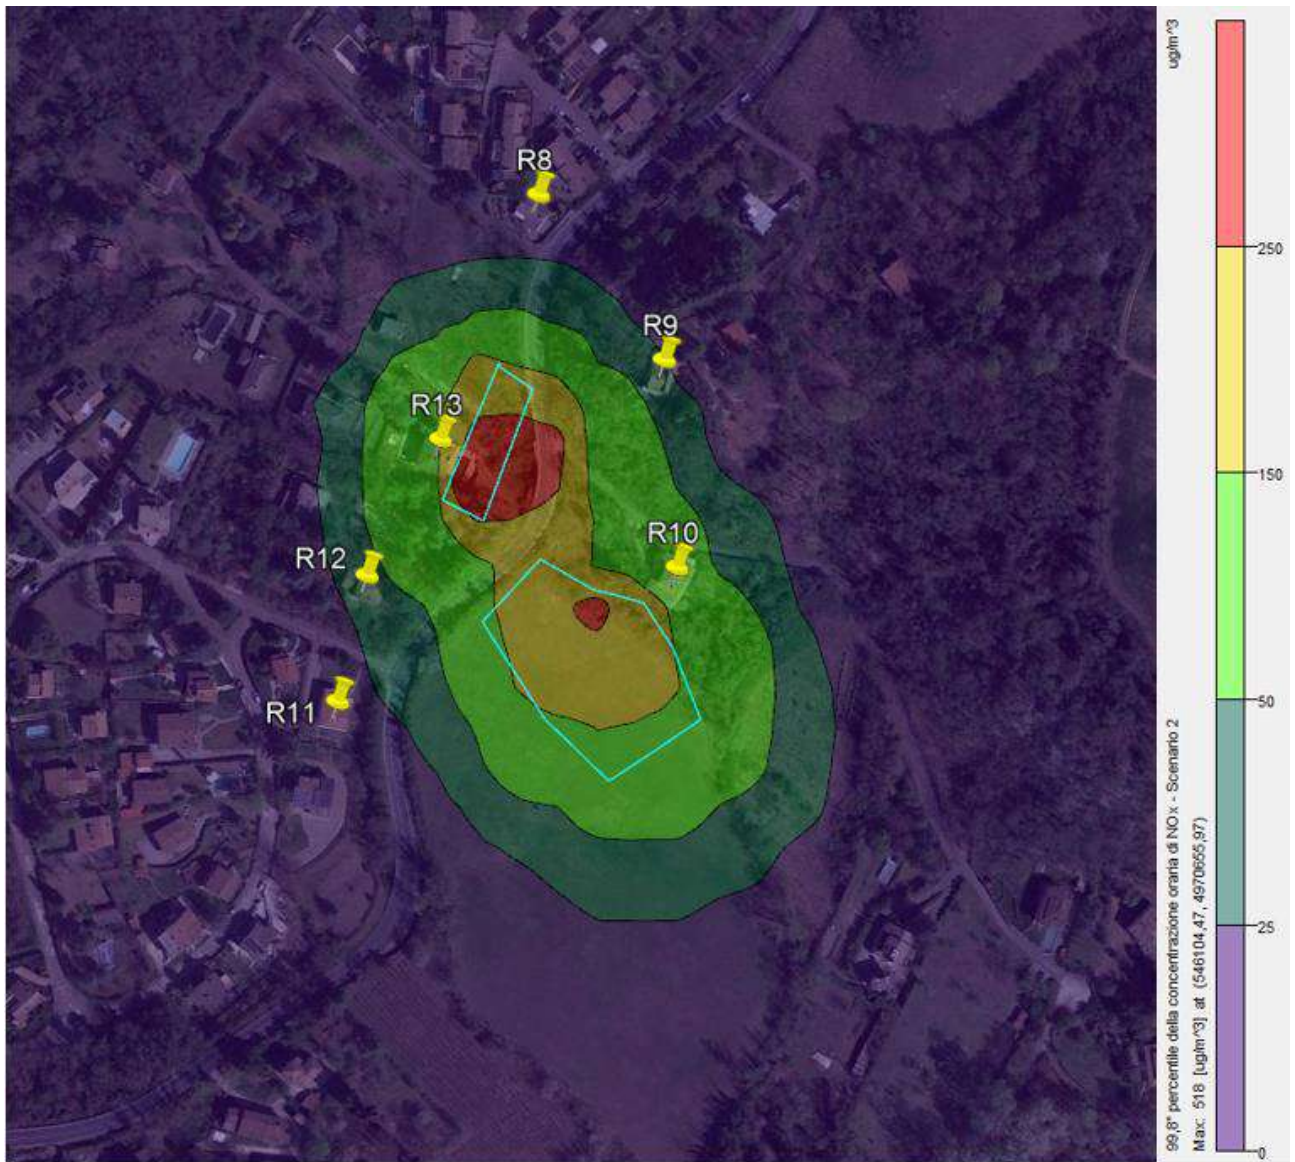 R8
R9
R13
R10
R12
R11
ug/m^3
250
150
50
25
0
99,8° percentile della concentrazione oraria di NOx - Scenario 2
Max: 518 [ug/m^3] at (546104,47, 4970655,97)